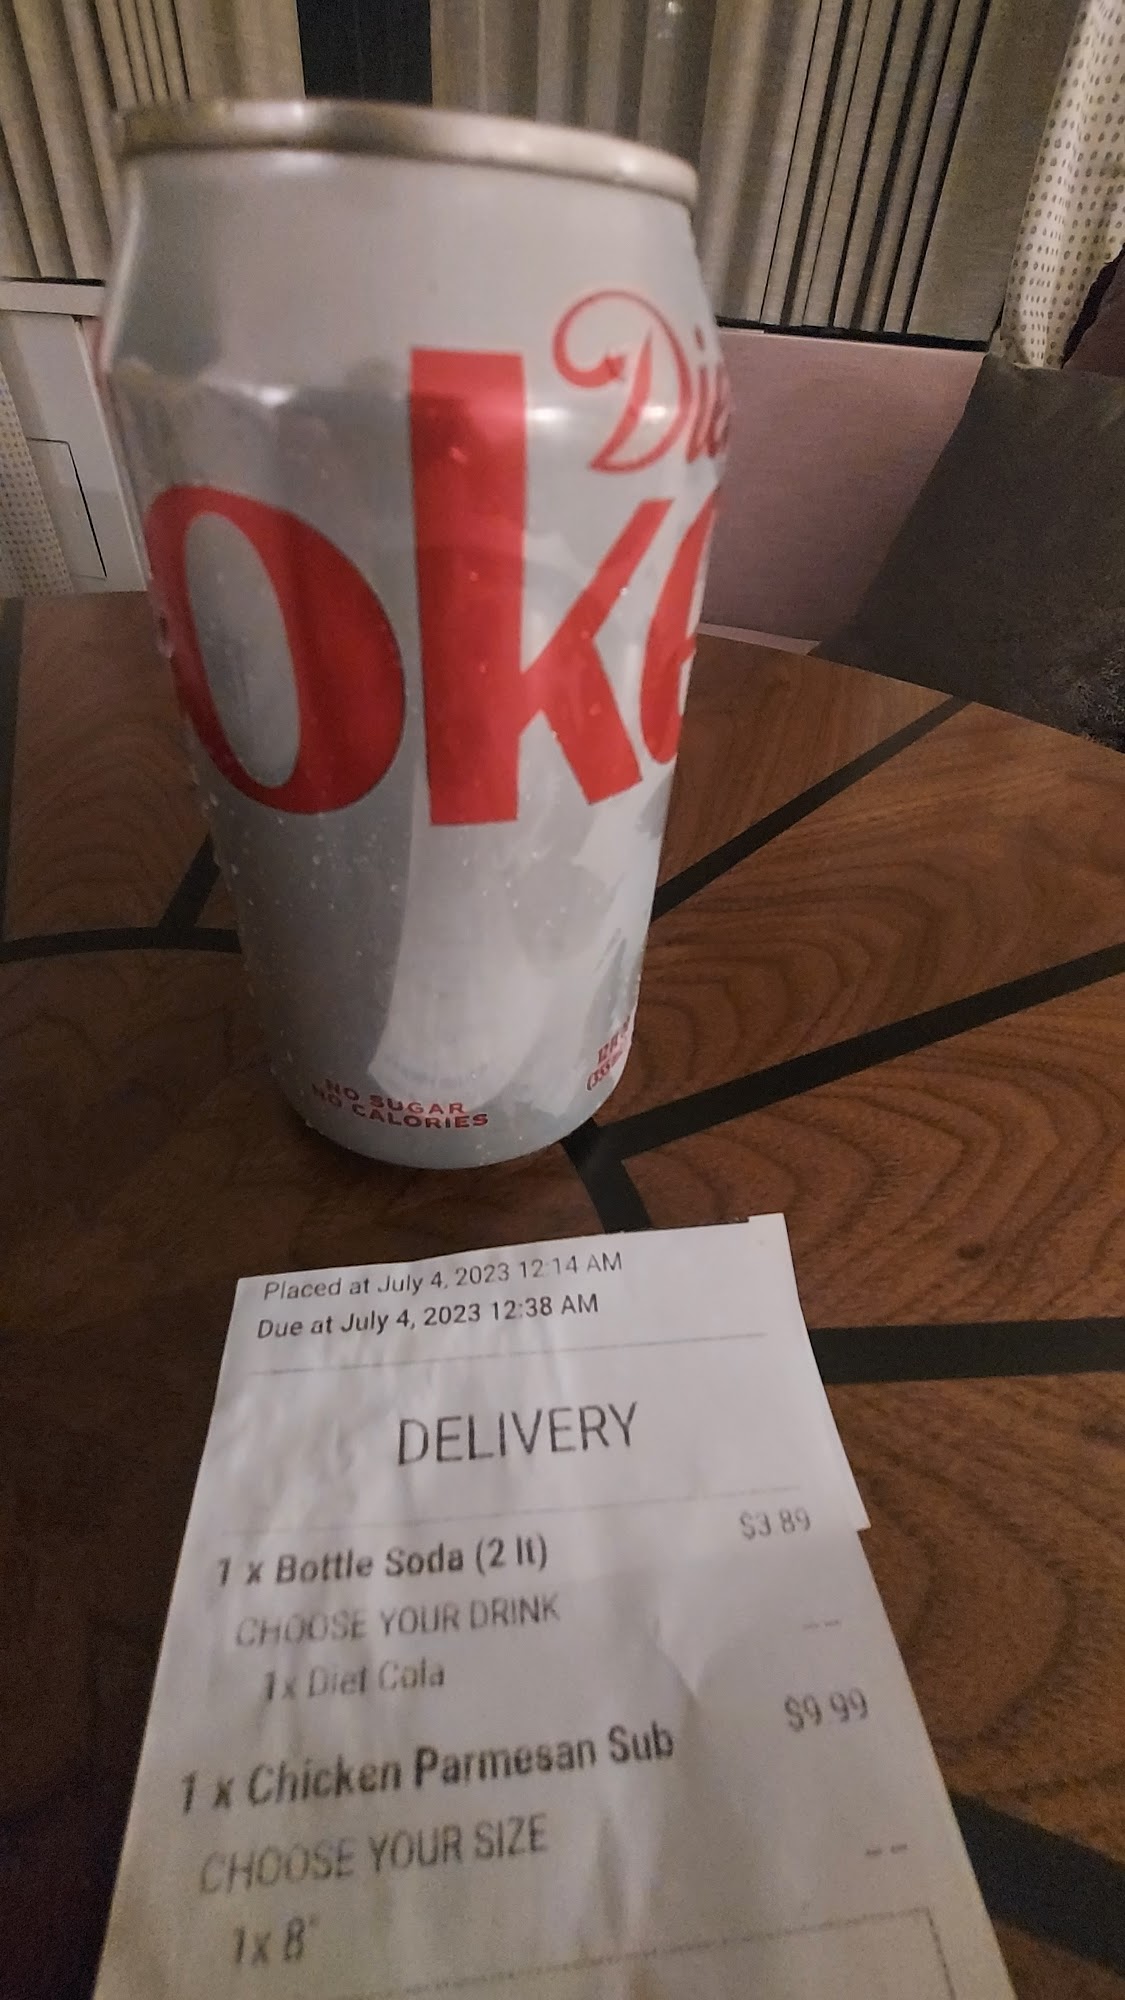 Diet
oke
NO SUGAR
NO CALORIES
Placed at July 4, 2023 12:14 AM
Due at July 4, 2023 12:38 AM
DELIVERY
1 x Bottle Soda (2 lt) $3.89
CHOOSE YOUR DRINK --
1x Diet Cola
1 x Chicken Parmesan Sub $9.99
CHOOSE YOUR SIZE --
1x 8"